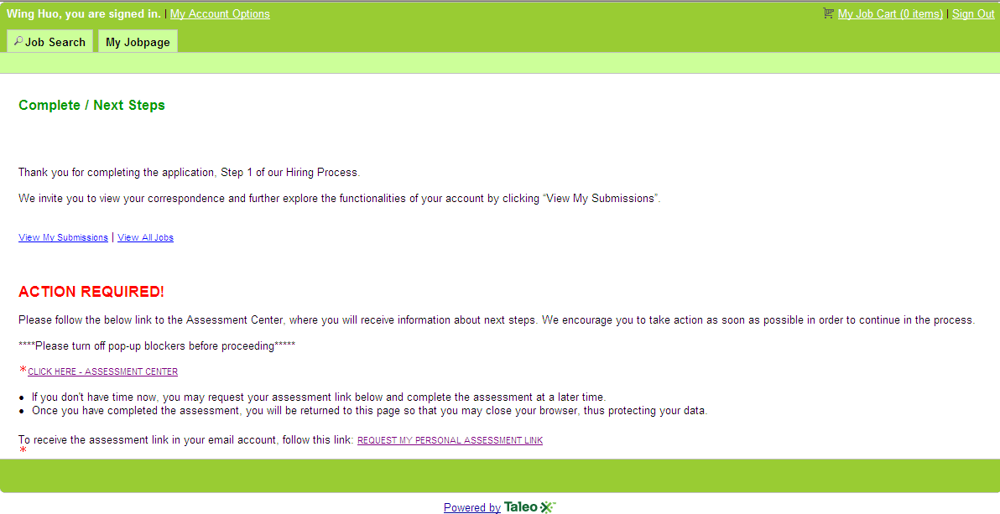 Wing Huo, you are signed in. | My Account Options
My Job Cart (0 items) | Sign Out
Job Search
My Jobpage
Complete / Next Steps
Thank you for completing the application, Step 1 of our Hiring Process.
We invite you to view your correspondence and further explore the functionalities of your account by clicking “View My Submissions”.
View My Submissions | View All Jobs
ACTION REQUIRED!
Please follow the below link to the Assessment Center, where you will receive information about next steps. We encourage you to take action as soon as possible in order to continue in the process.
****Please turn off pop-up blockers before proceeding*****
*CLICK HERE - ASSESSMENT CENTER
• If you don't have time now, you may request your assessment link below and complete the assessment at a later time.
• Once you have completed the assessment, you will be returned to this page so that you may close your browser, thus protecting your data.
To receive the assessment link in your email account, follow this link: REQUEST MY PERSONAL ASSESSMENT LINK
*
Powered by Taleo™